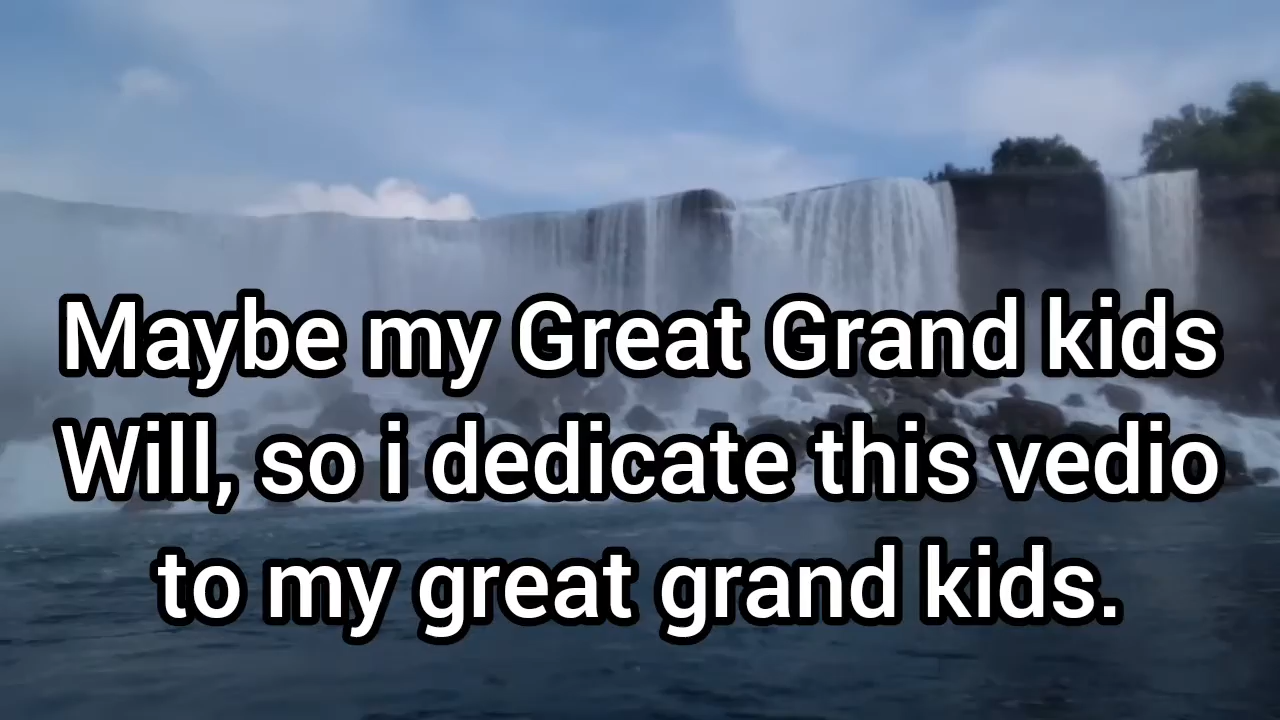 Maybe my Great Grand kids
Will, so i dedicate this vedio
to my great grand kids.